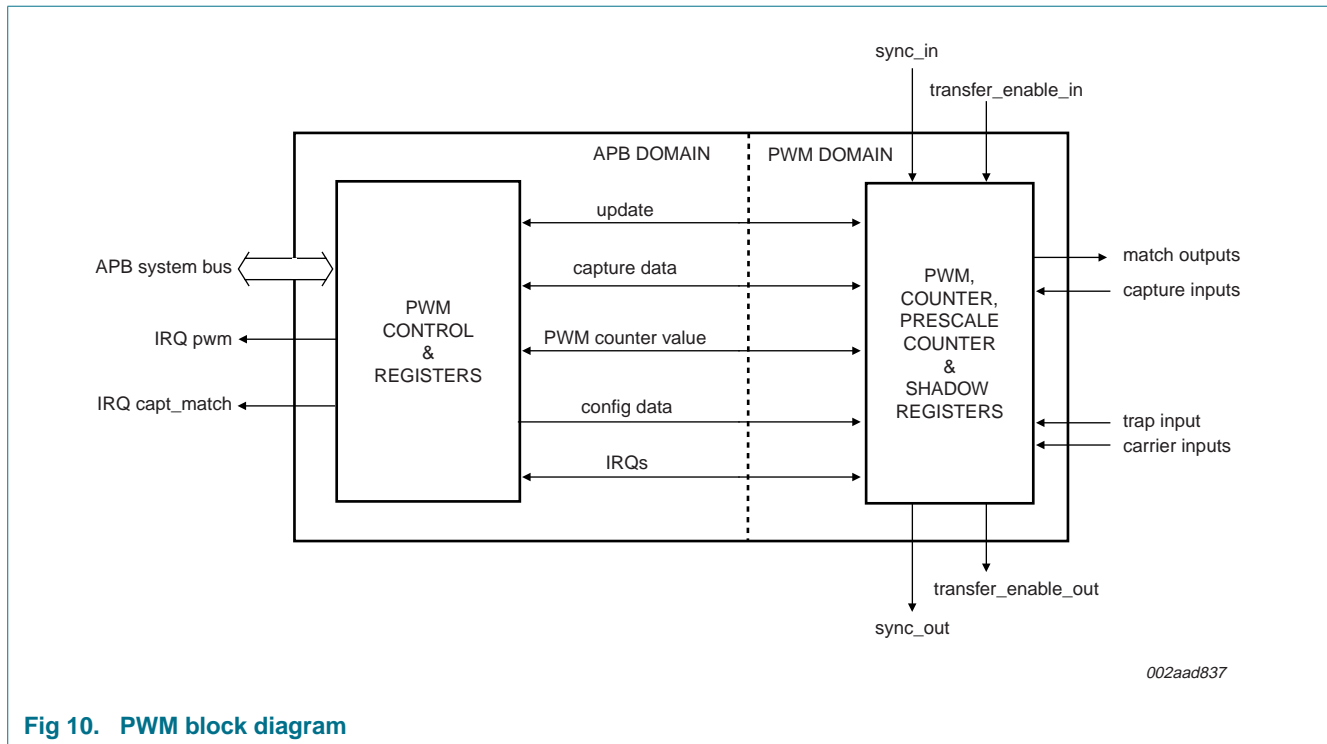 sync_in
transfer_enable_in
APB DOMAIN
PWM DOMAIN
update
capture data
PWM counter value
config data
IRQs
APB system bus
IRQ pwm
IRQ capt_match
PWM
CONTROL
&
REGISTERS
PWM,
COUNTER,
PRESCALE
COUNTER
&
SHADOW
REGISTERS
match outputs
capture inputs
trap input
carrier inputs
transfer_enable_out
sync_out
002aad837
Fig 10. PWM block diagram